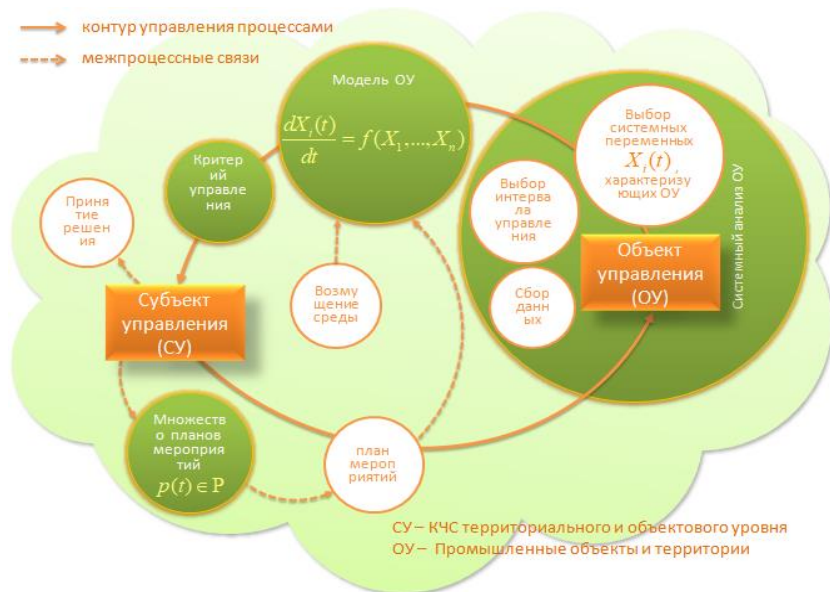 контур управления процессами
межпроцессные связи
Модель ОУ
dX_i(t)/dt = f(X_1,...,X_n)
Критер
ий
управле
ния
Приня
тие
решен
ия
Субъект
управления
(СУ)
Возму
щение
среды
Множеств
о планов
мероприя
тий
p(t) ∈ P
план
мероп
риятий
Выбор
системных
переменных
X_i(t) ,
характеризу
ющих ОУ
Выбор
интерва
ла
управле
ния
Сбор
данн
ых
Объект
управления
(ОУ)
Системный анализ ОУ
СУ – КЧС территориального и объектового уровня
ОУ – Промышленные объекты и территории